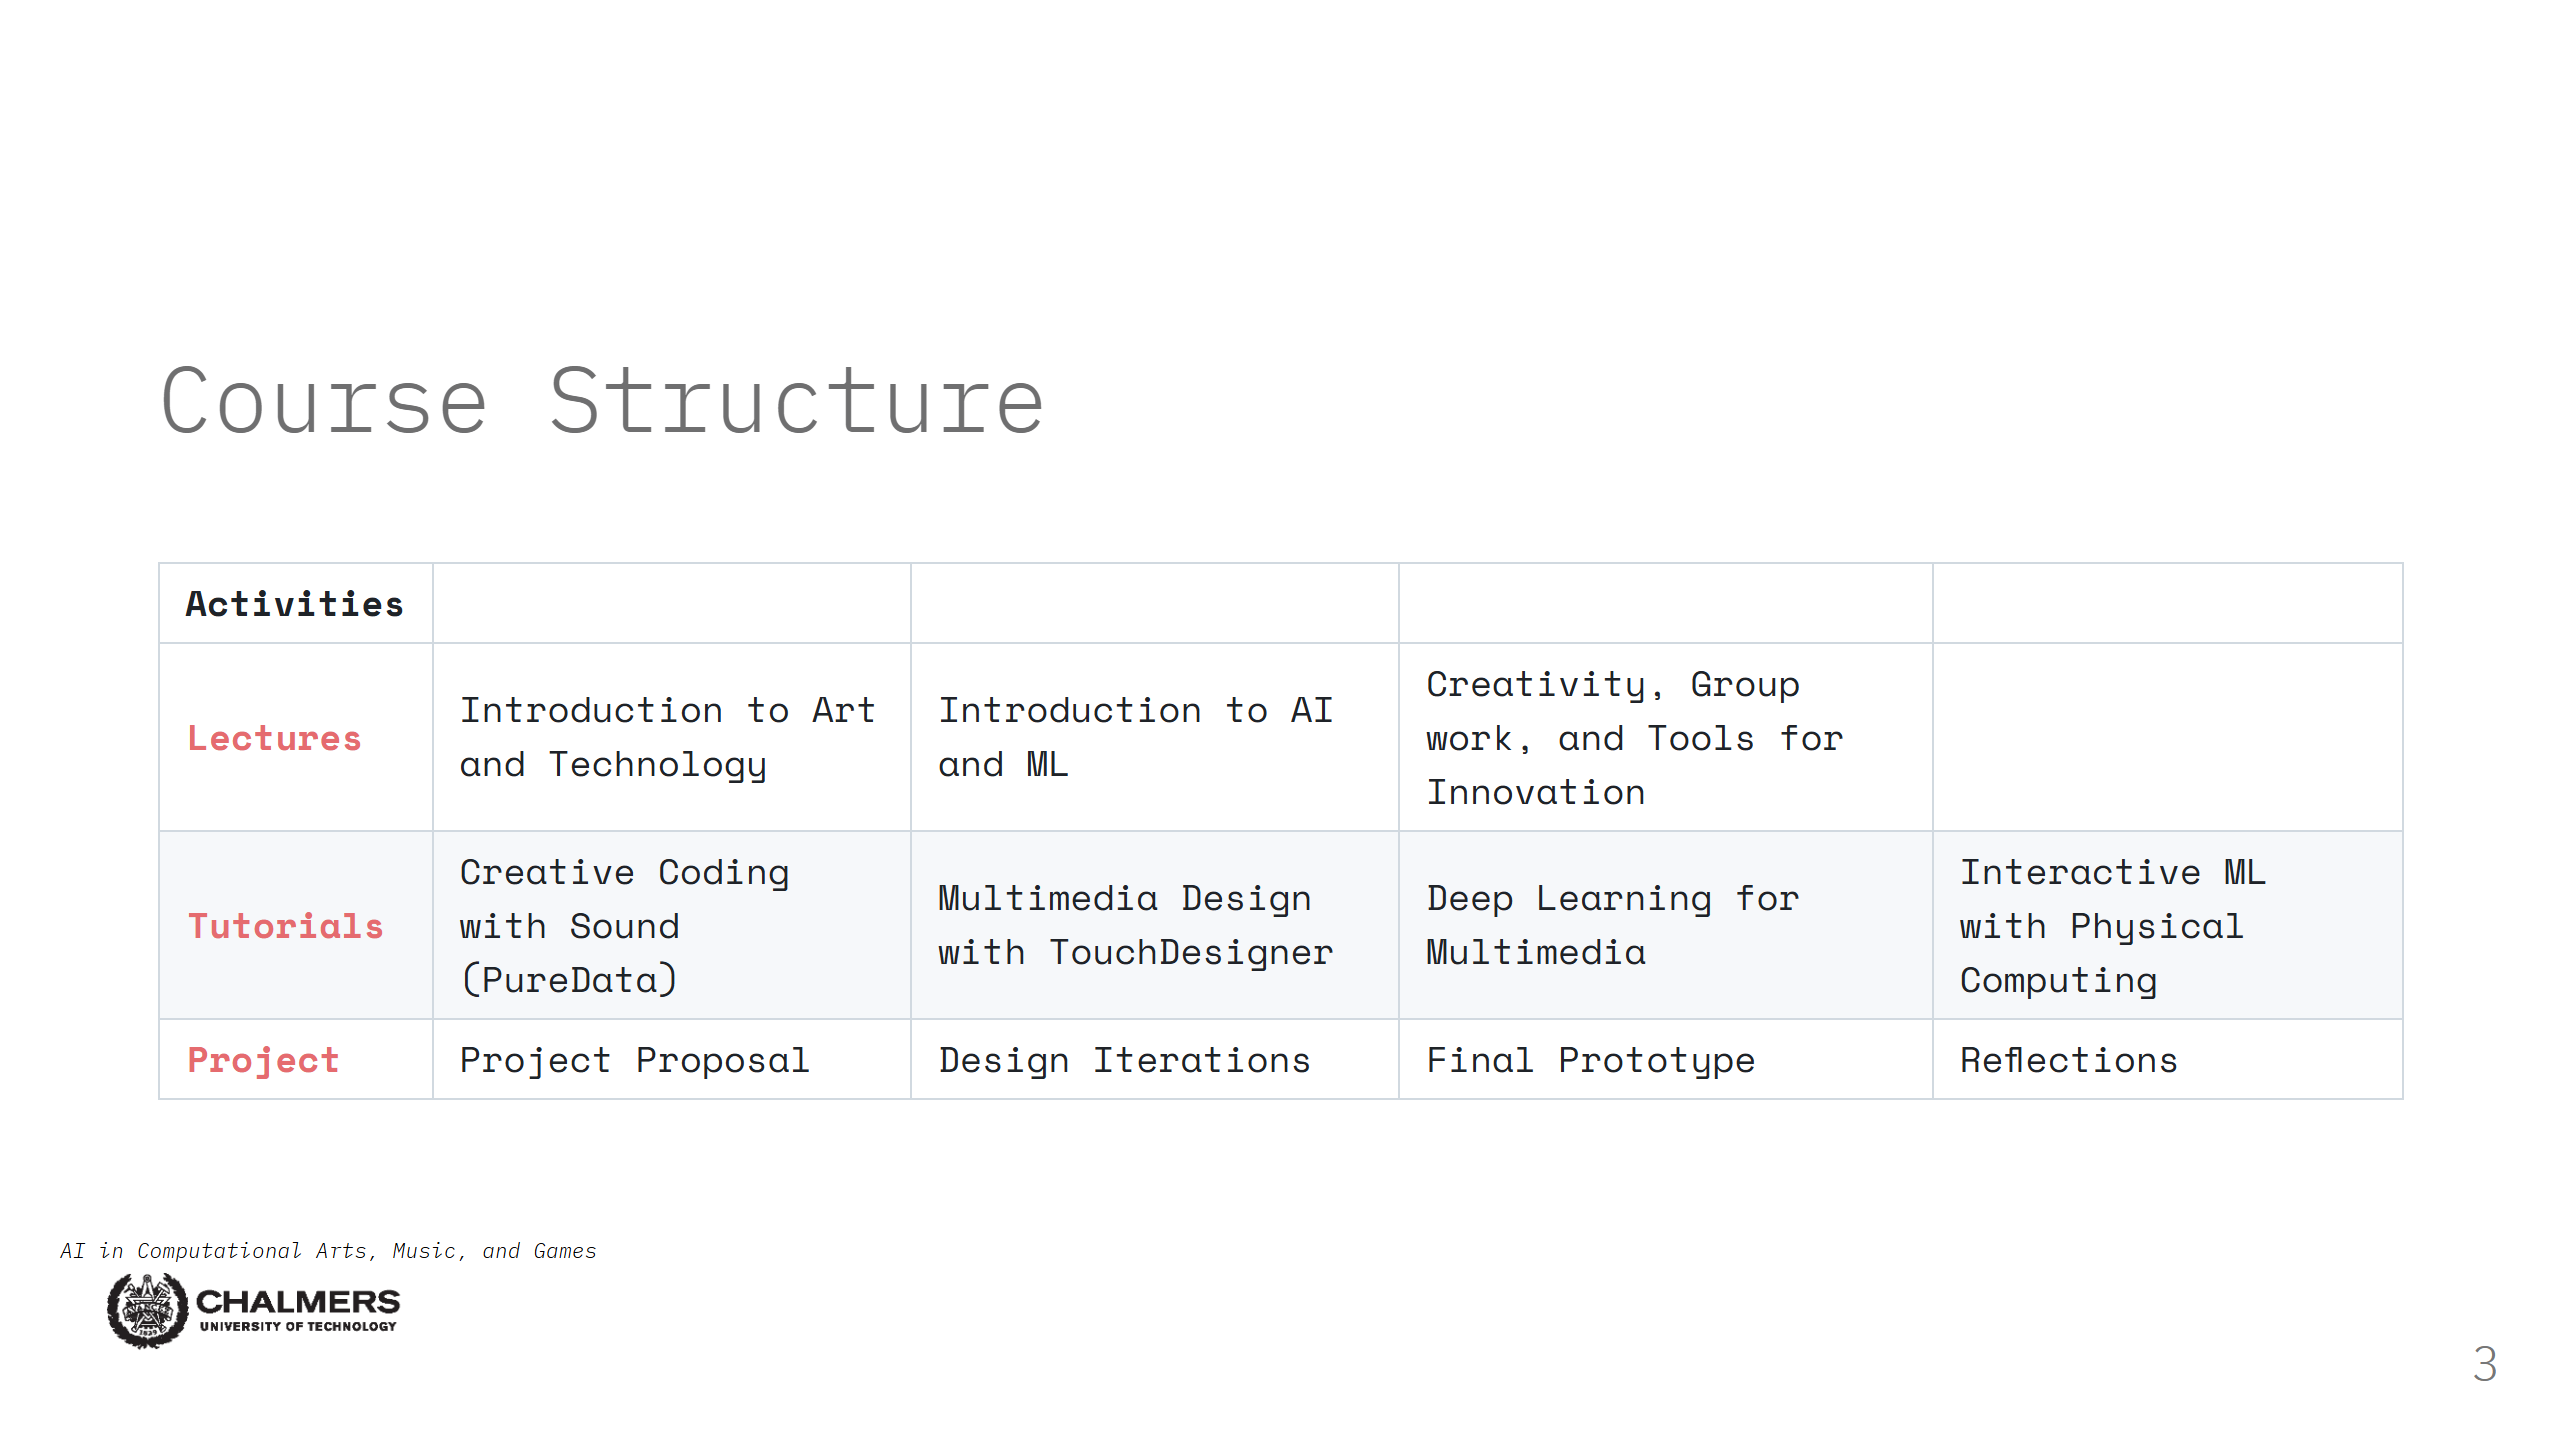 Course Structure
Activities
Lectures
Introduction to Art
and Technology
Introduction to AI
and ML
Creativity, Group
work, and Tools for
Innovation
Tutorials
Creative Coding
with Sound
(PureData)
Multimedia Design
with TouchDesigner
Deep Learning for
Multimedia
Interactive ML
with Physical
Computing
Project
Project Proposal
Design Iterations
Final Prototype
Reflections
AI in Computational Arts, Music, and Games
AVANCEZ
1829
CHALMERS
UNIVERSITY OF TECHNOLOGY
3